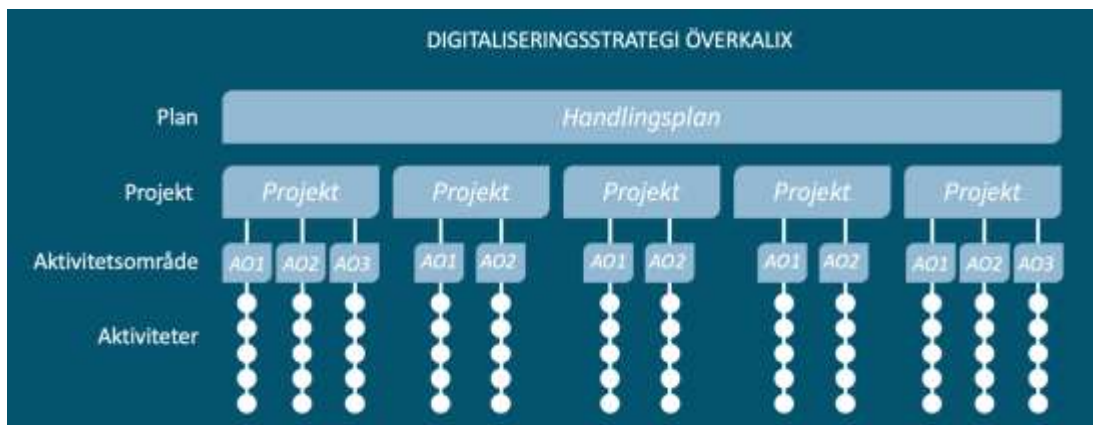 DIGITALISERINGSSTRATEGI ÖVERKALIX
Plan Handlingsplan
Projekt Projekt Projekt Projekt Projekt Projekt
Aktivitetsområde AO1 AO2 AO3 AO1 AO2 AO1 AO2 AO1 AO2 AO1 AO2 AO3
Aktiviteter